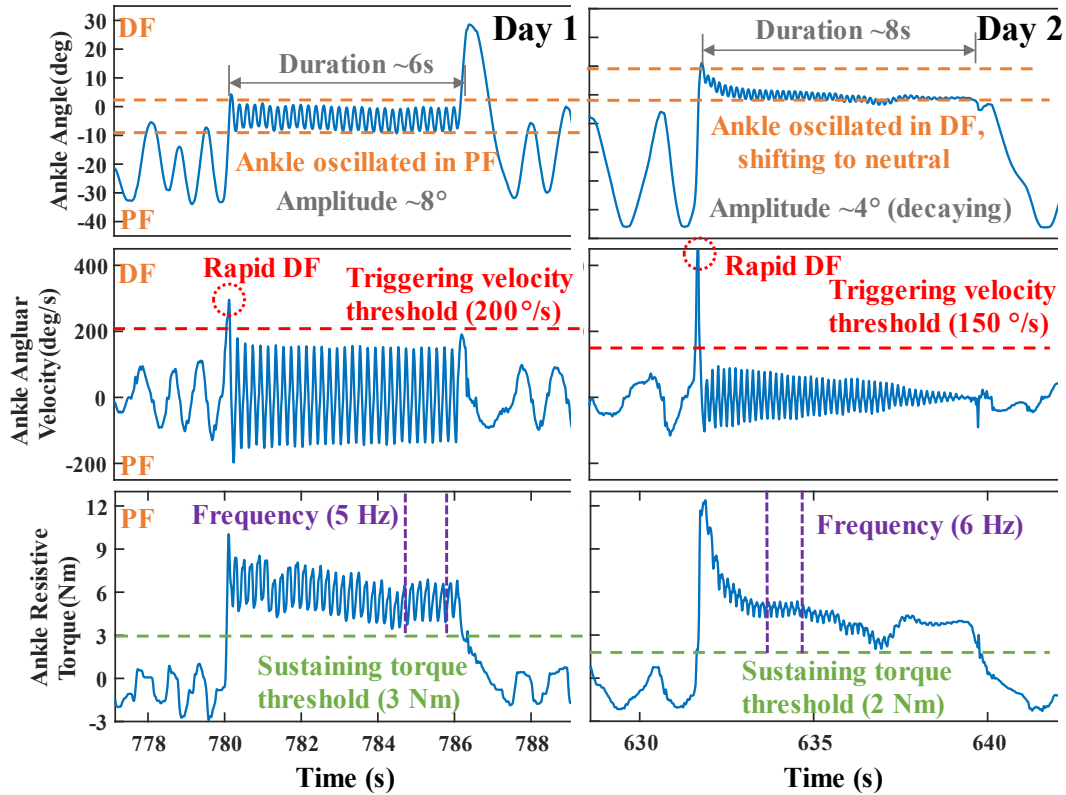 Day 1
Day 2
DF
30
20
10
0
-10
-20
-30
-40
PF
Ankle Angle(deg)
Duration ~6s
Ankle oscillated in PF
Amplitude ~8°
Duration ~8s
Ankle oscillated in DF,
shifting to neutral
Amplitude ~4° (decaying)
DF
400
200
0
-200
PF
Ankle Angluar
Velocity(deg/s)
Rapid DF
Triggering velocity
threshold (200°/s)
Rapid DF
Triggering velocity
threshold (150 °/s)
PF
12
9
6
3
0
-3
Ankle Resistive
Torque(Nm)
Frequency (5 Hz)
Sustaining torque
threshold (3 Nm)
Frequency (6 Hz)
Sustaining torque
threshold (2 Nm)
778 780 782 784 786 788
630 635 640
Time (s)
Time (s)